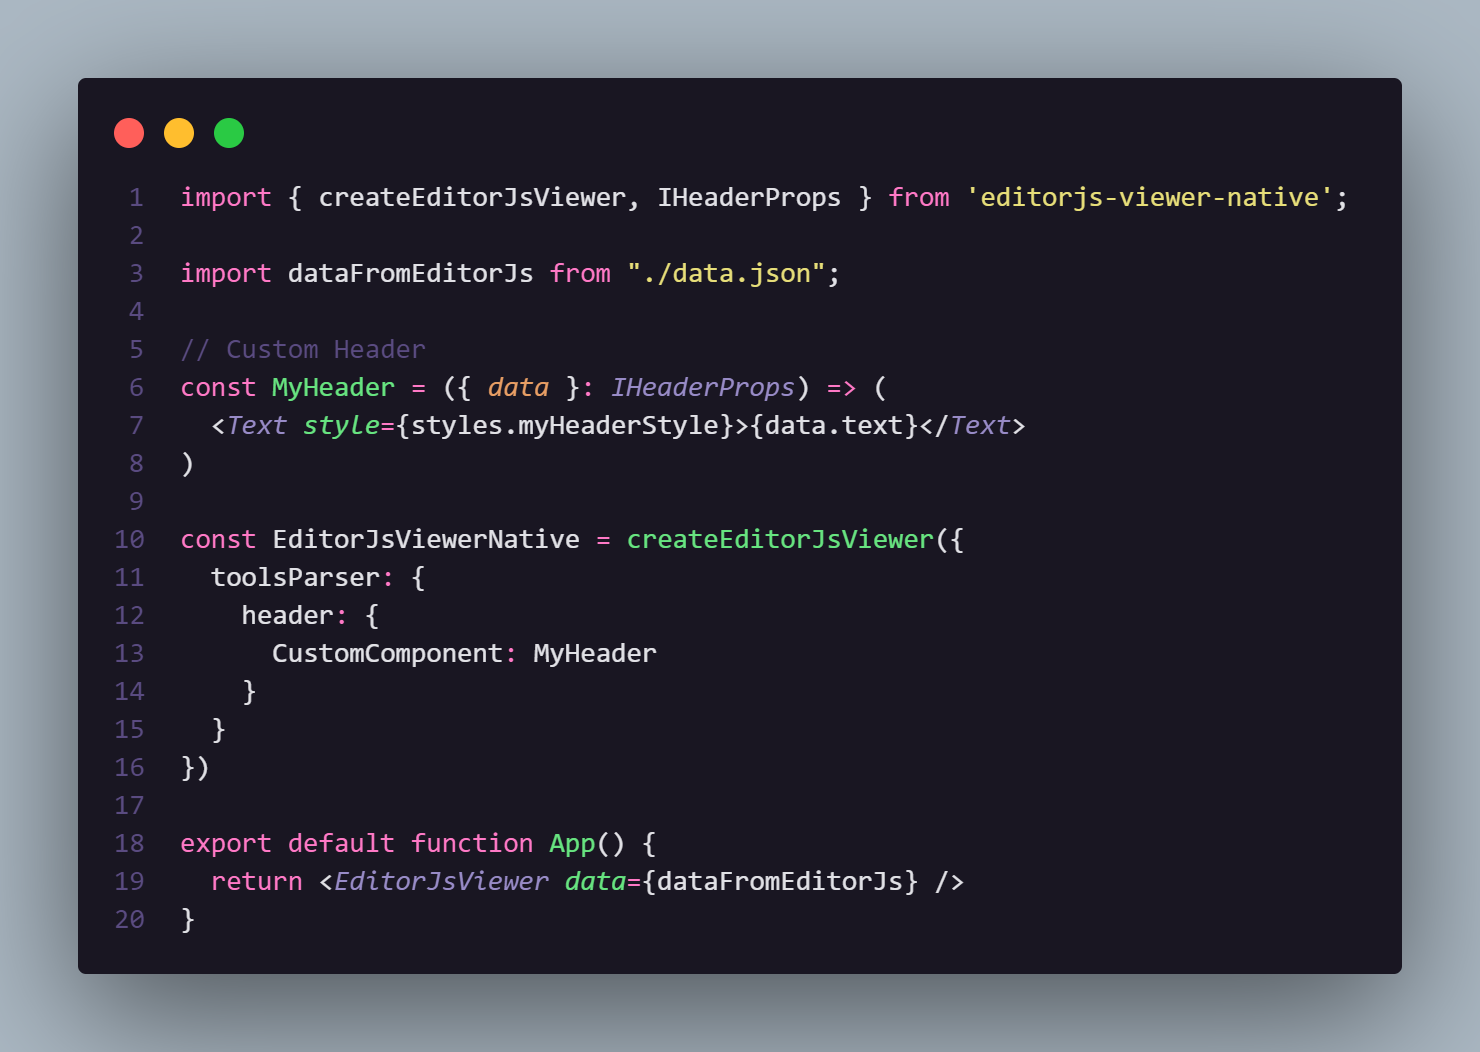 1 import { createEditorJsViewer, IHeaderProps } from 'editorjs-viewer-native';
2
3 import dataFromEditorJs from "./data.json";
4
5 // Custom Header
6 const MyHeader = ({ data }: IHeaderProps) => (
7   <Text style={styles.myHeaderStyle}>{data.text}</Text>
8 )
9
10 const EditorJsViewerNative = createEditorJsViewer({
11   toolsParser: {
12     header: {
13       CustomComponent: MyHeader
14     }
15   }
16 })
17
18 export default function App() {
19   return <EditorJsViewer data={dataFromEditorJs} />
20 }